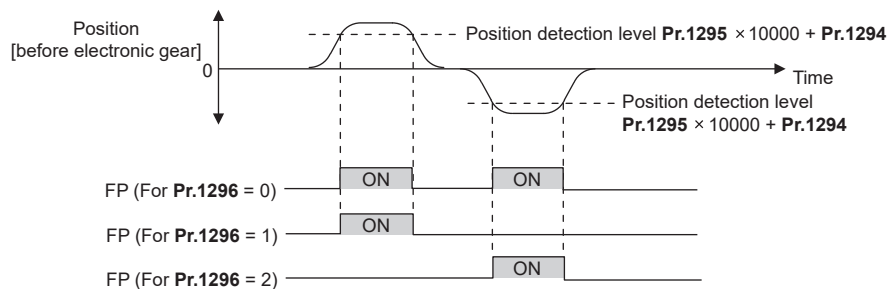 Position
[before electronic gear]
Position detection level Pr.1295 × 10000 + Pr.1294
0
Time
Position detection level
Pr.1295 × 10000 + Pr.1294
FP (For Pr.1296 = 0)
ON
ON
FP (For Pr.1296 = 1)
ON
FP (For Pr.1296 = 2)
ON